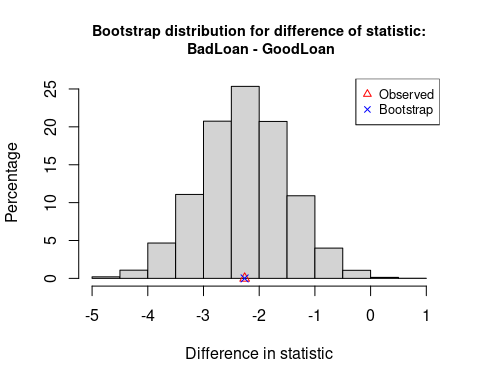 Bootstrap distribution for difference of statistic:
BadLoan - GoodLoan
Observed
Bootstrap
Percentage
25
20
15
10
5
0
-5 -4 -3 -2 -1 0 1
Difference in statistic